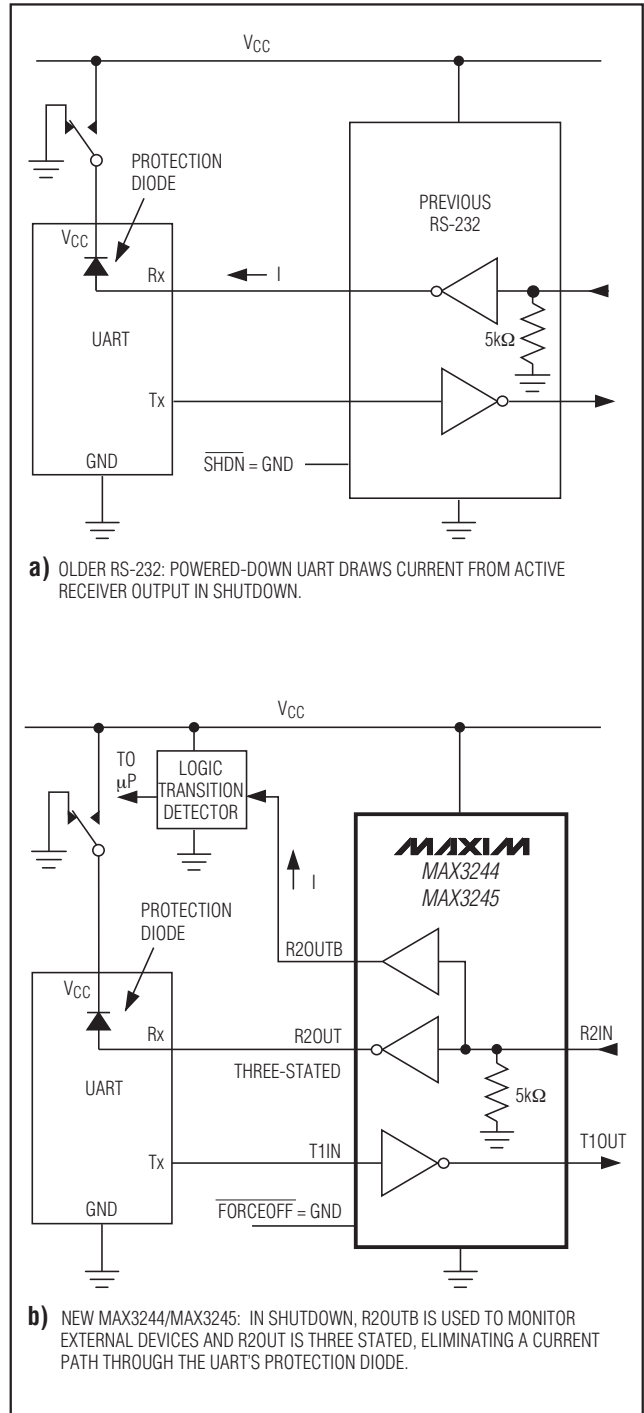 VCC
PROTECTION
DIODE
PREVIOUS
RS-232
VCC
Rx
I
UART
5kΩ
Tx
GND
SHDN = GND
a) OLDER RS-232: POWERED-DOWN UART DRAWS CURRENT FROM ACTIVE
RECEIVER OUTPUT IN SHUTDOWN.
VCC
TO
μP
LOGIC
TRANSITION
DETECTOR
MAXIM
MAX3244
MAX3245
I
PROTECTION
DIODE
R2OUTB
VCC
Rx
R2OUT
R2IN
THREE-STATED
UART
5kΩ
Tx
T1IN
T1OUT
GND
FORCEOFF = GND
b) NEW MAX3244/MAX3245: IN SHUTDOWN, R2OUTB IS USED TO MONITOR
EXTERNAL DEVICES AND R2OUT IS THREE STATED, ELIMINATING A CURRENT
PATH THROUGH THE UART'S PROTECTION DIODE.